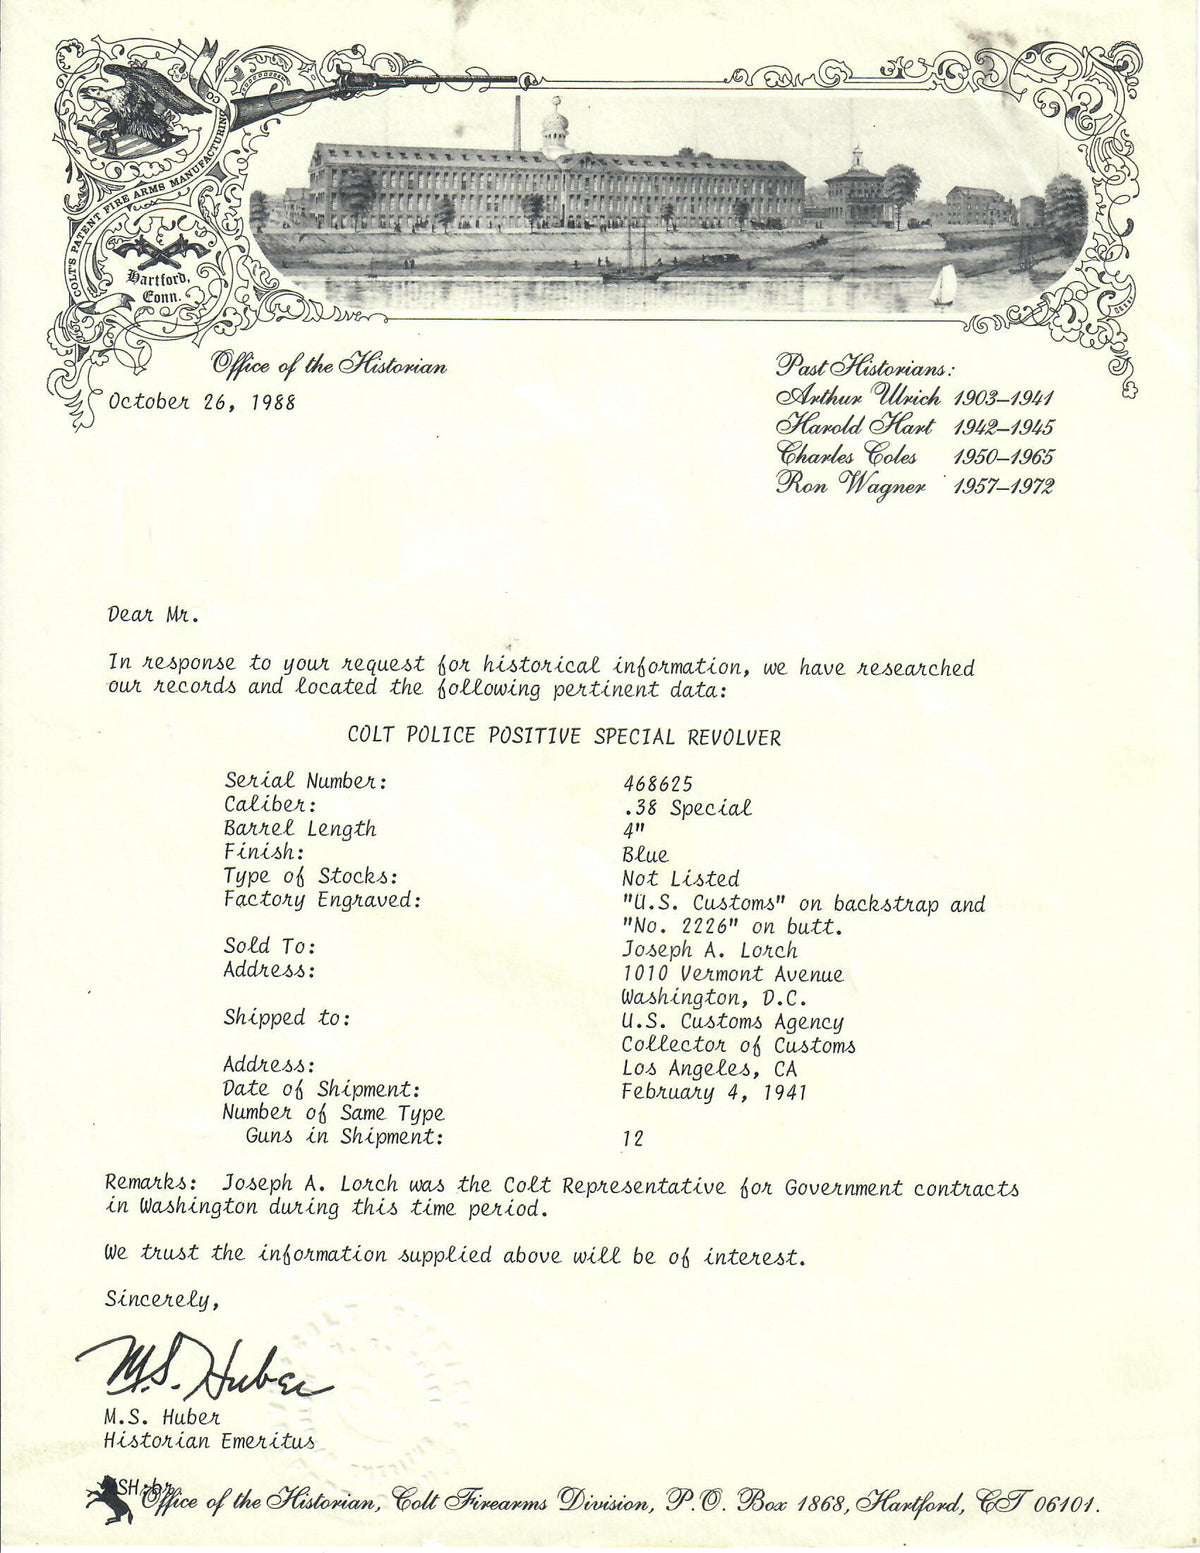 COLT'S PATENT FIRE ARMS MANUFACTURING CO
&
Hartford,
Conn.
Office of the Historian
October 26, 1988
Past Historians:
Arthur Ulrich 1903–1941
Harold Hart 1942–1945
Charles Coles 1950–1965
Ron Wagner 1957–1972
Dear Mr.
In response to your request for historical information, we have researched
our records and located the following pertinent data:
COLT POLICE POSITIVE SPECIAL REVOLVER
Serial Number: 468625
Caliber: .38 Special
Barrel Length 4"
Finish: Blue
Type of Stocks: Not Listed
Factory Engraved: "U.S. Customs" on backstrap and
"No. 2226" on butt.
Sold To: Joseph A. Lorch
Address: 1010 Vermont Avenue
Washington, D.C.
Shipped to: U.S. Customs Agency
Collector of Customs
Address: Los Angeles, CA
Date of Shipment: February 4, 1941
Number of Same Type
Guns in Shipment: 12
Remarks: Joseph A. Lorch was the Colt Representative for Government contracts
in Washington during this time period.
We trust the information supplied above will be of interest.
Sincerely,
M.S. Huber
M.S. Huber
Historian Emeritus
Office of the Historian, Colt Firearms Division, P.O. Box 1868, Hartford, CT 06101.